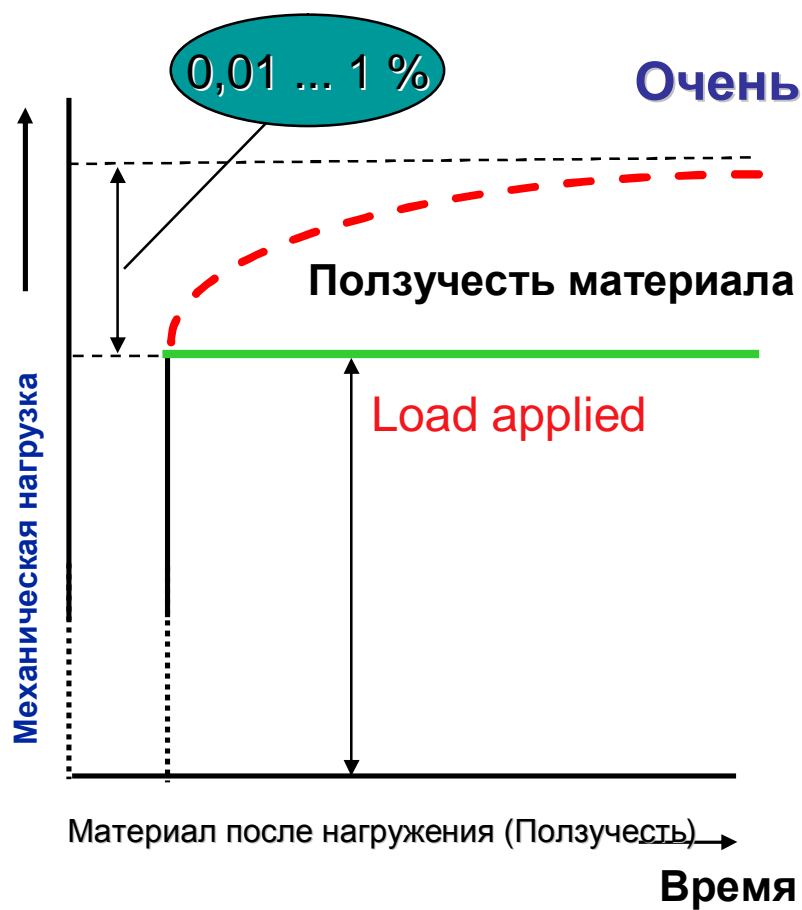 0,01 ... 1 %
Очень
Ползучесть материала
Load applied
Механическая нагрузка
Материал после нагружения (Ползучесть)
Время